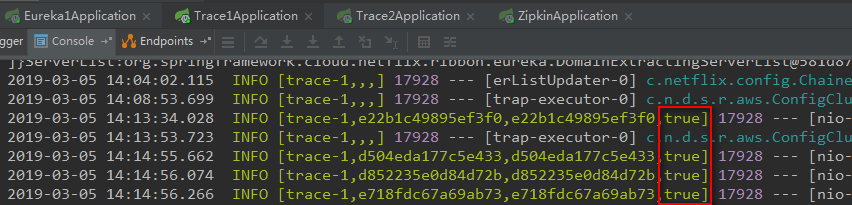 Eureka1Application × Trace1Application × Trace2Application × ZipkinApplication ×
gger Console Endpoints
]}ServerList:org.springframework.cloud.netflix.ribbon.eureka.DomainExtractingServerList@581d87
2019-03-05 14:04:02.115 INFO [trace-1,,,] 17928 --- [erListUpdater-0] c.netflix.config.Chaine
2019-03-05 14:08:53.699 INFO [trace-1,,,] 17928 --- [trap-executor-0] c.n.d.s.r.aws.ConfigClu
2019-03-05 14:13:34.028 INFO [trace-1,e22b1c49895ef3f0,e22b1c49895ef3f0,true] 17928 --- [nio-
2019-03-05 14:13:53.723 INFO [trace-1,,,] 17928 --- [trap-executor-0] c.n.d.s.r.aws.ConfigClu
2019-03-05 14:14:55.662 INFO [trace-1,d504eda177c5e433,d504eda177c5e433,true] 17928 --- [nio-
2019-03-05 14:14:56.074 INFO [trace-1,d852235e0d84d72b,d852235e0d84d72b,true] 17928 --- [nio-
2019-03-05 14:14:56.266 INFO [trace-1,e718fdc67a69ab73,e718fdc67a69ab73,true] 17928 --- [nio-